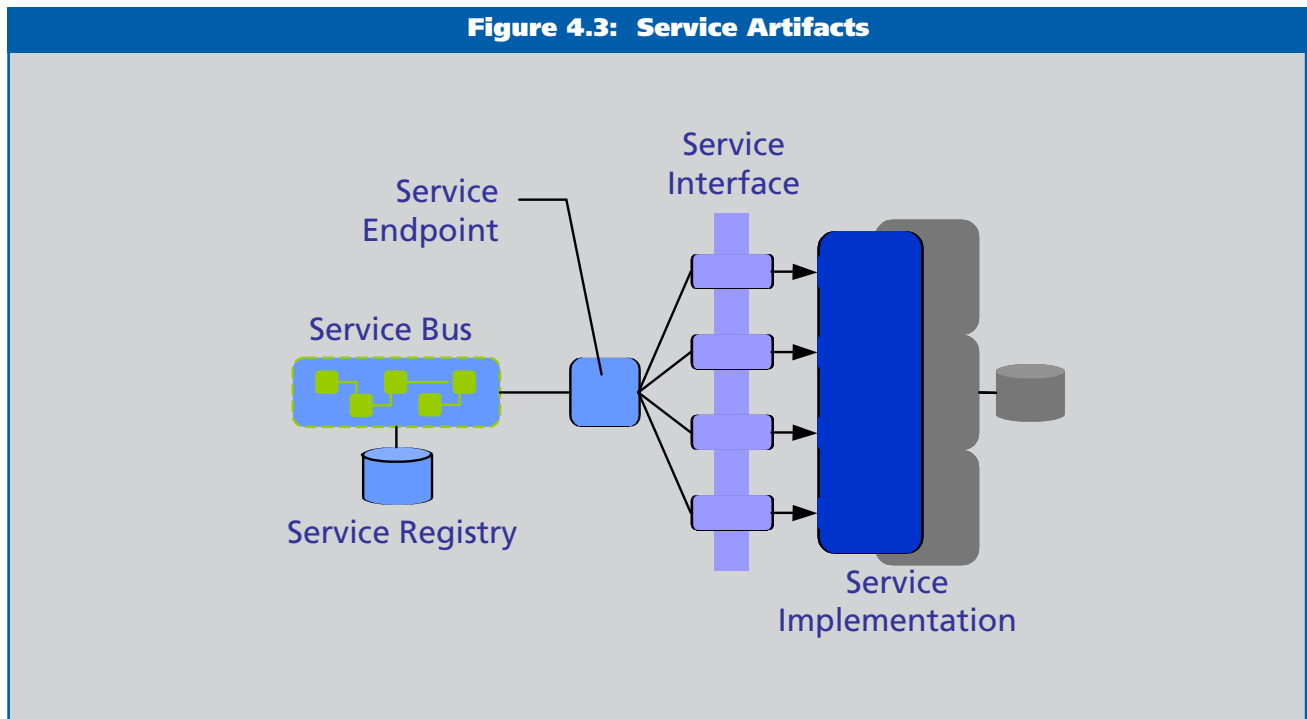 Figure 4.3: Service Artifacts
Service
Interface
Service
Endpoint
Service Bus
Service Registry
Service
Implementation